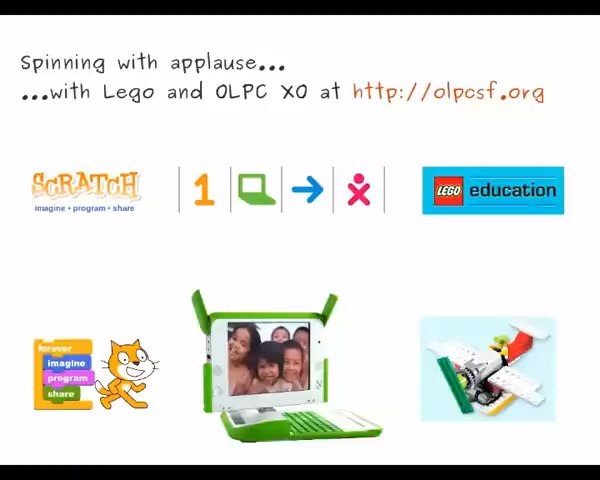 Spinning with applause...
...with Lego and OLPC XO at http://olpcsf.org
SCRATCH
imagine • program • share
1
LEGO education
forever
imagine
program
share